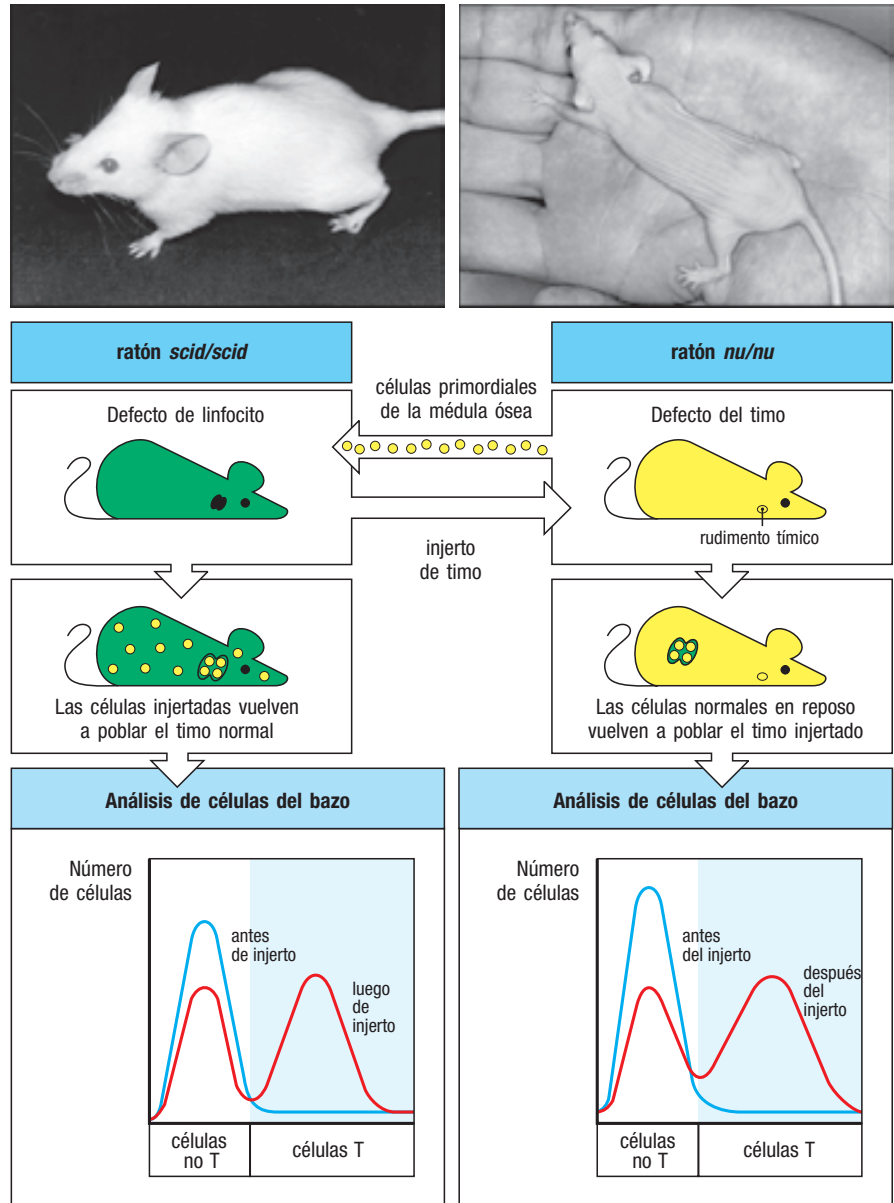 ratón scid/scid
ratón nu/nu
células primordiales
de la médula ósea
Defecto de linfocito
Defecto del timo
rudimento tímico
injerto
de timo
Las células injertadas vuelven
a poblar el timo normal
Las células normales en reposo
vuelven a poblar el timo injertado
Análisis de células del bazo
Número
de células
antes
de injerto
luego
de
injerto
células
no T
células T
Análisis de células del bazo
Número
de células
antes
del injerto
después
del
injerto
células
no T
células T